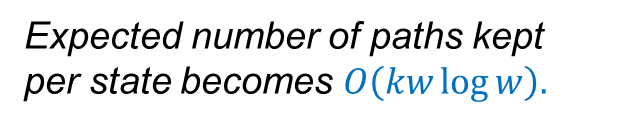 Expected number of paths kept
per state becomes O(kw log w).